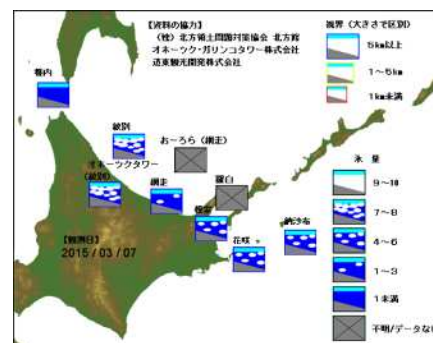 【資料の協力】
(社) 北方領土問題対策協会 北方館
オホーツク・ガリンコタワー株式会社
道東観光開発株式会社
視界（大きさで区別）
5km以上
1～5km
1km未満
稚内
紋別
オホーツクタワー
(紋別)
おーろら（網走）
網走
羅臼
花咲
納沙布
氷 量
9～10
7～8
4～6
1～3
1未満
不明/データなし
【観測日】
2015 / 03 / 07